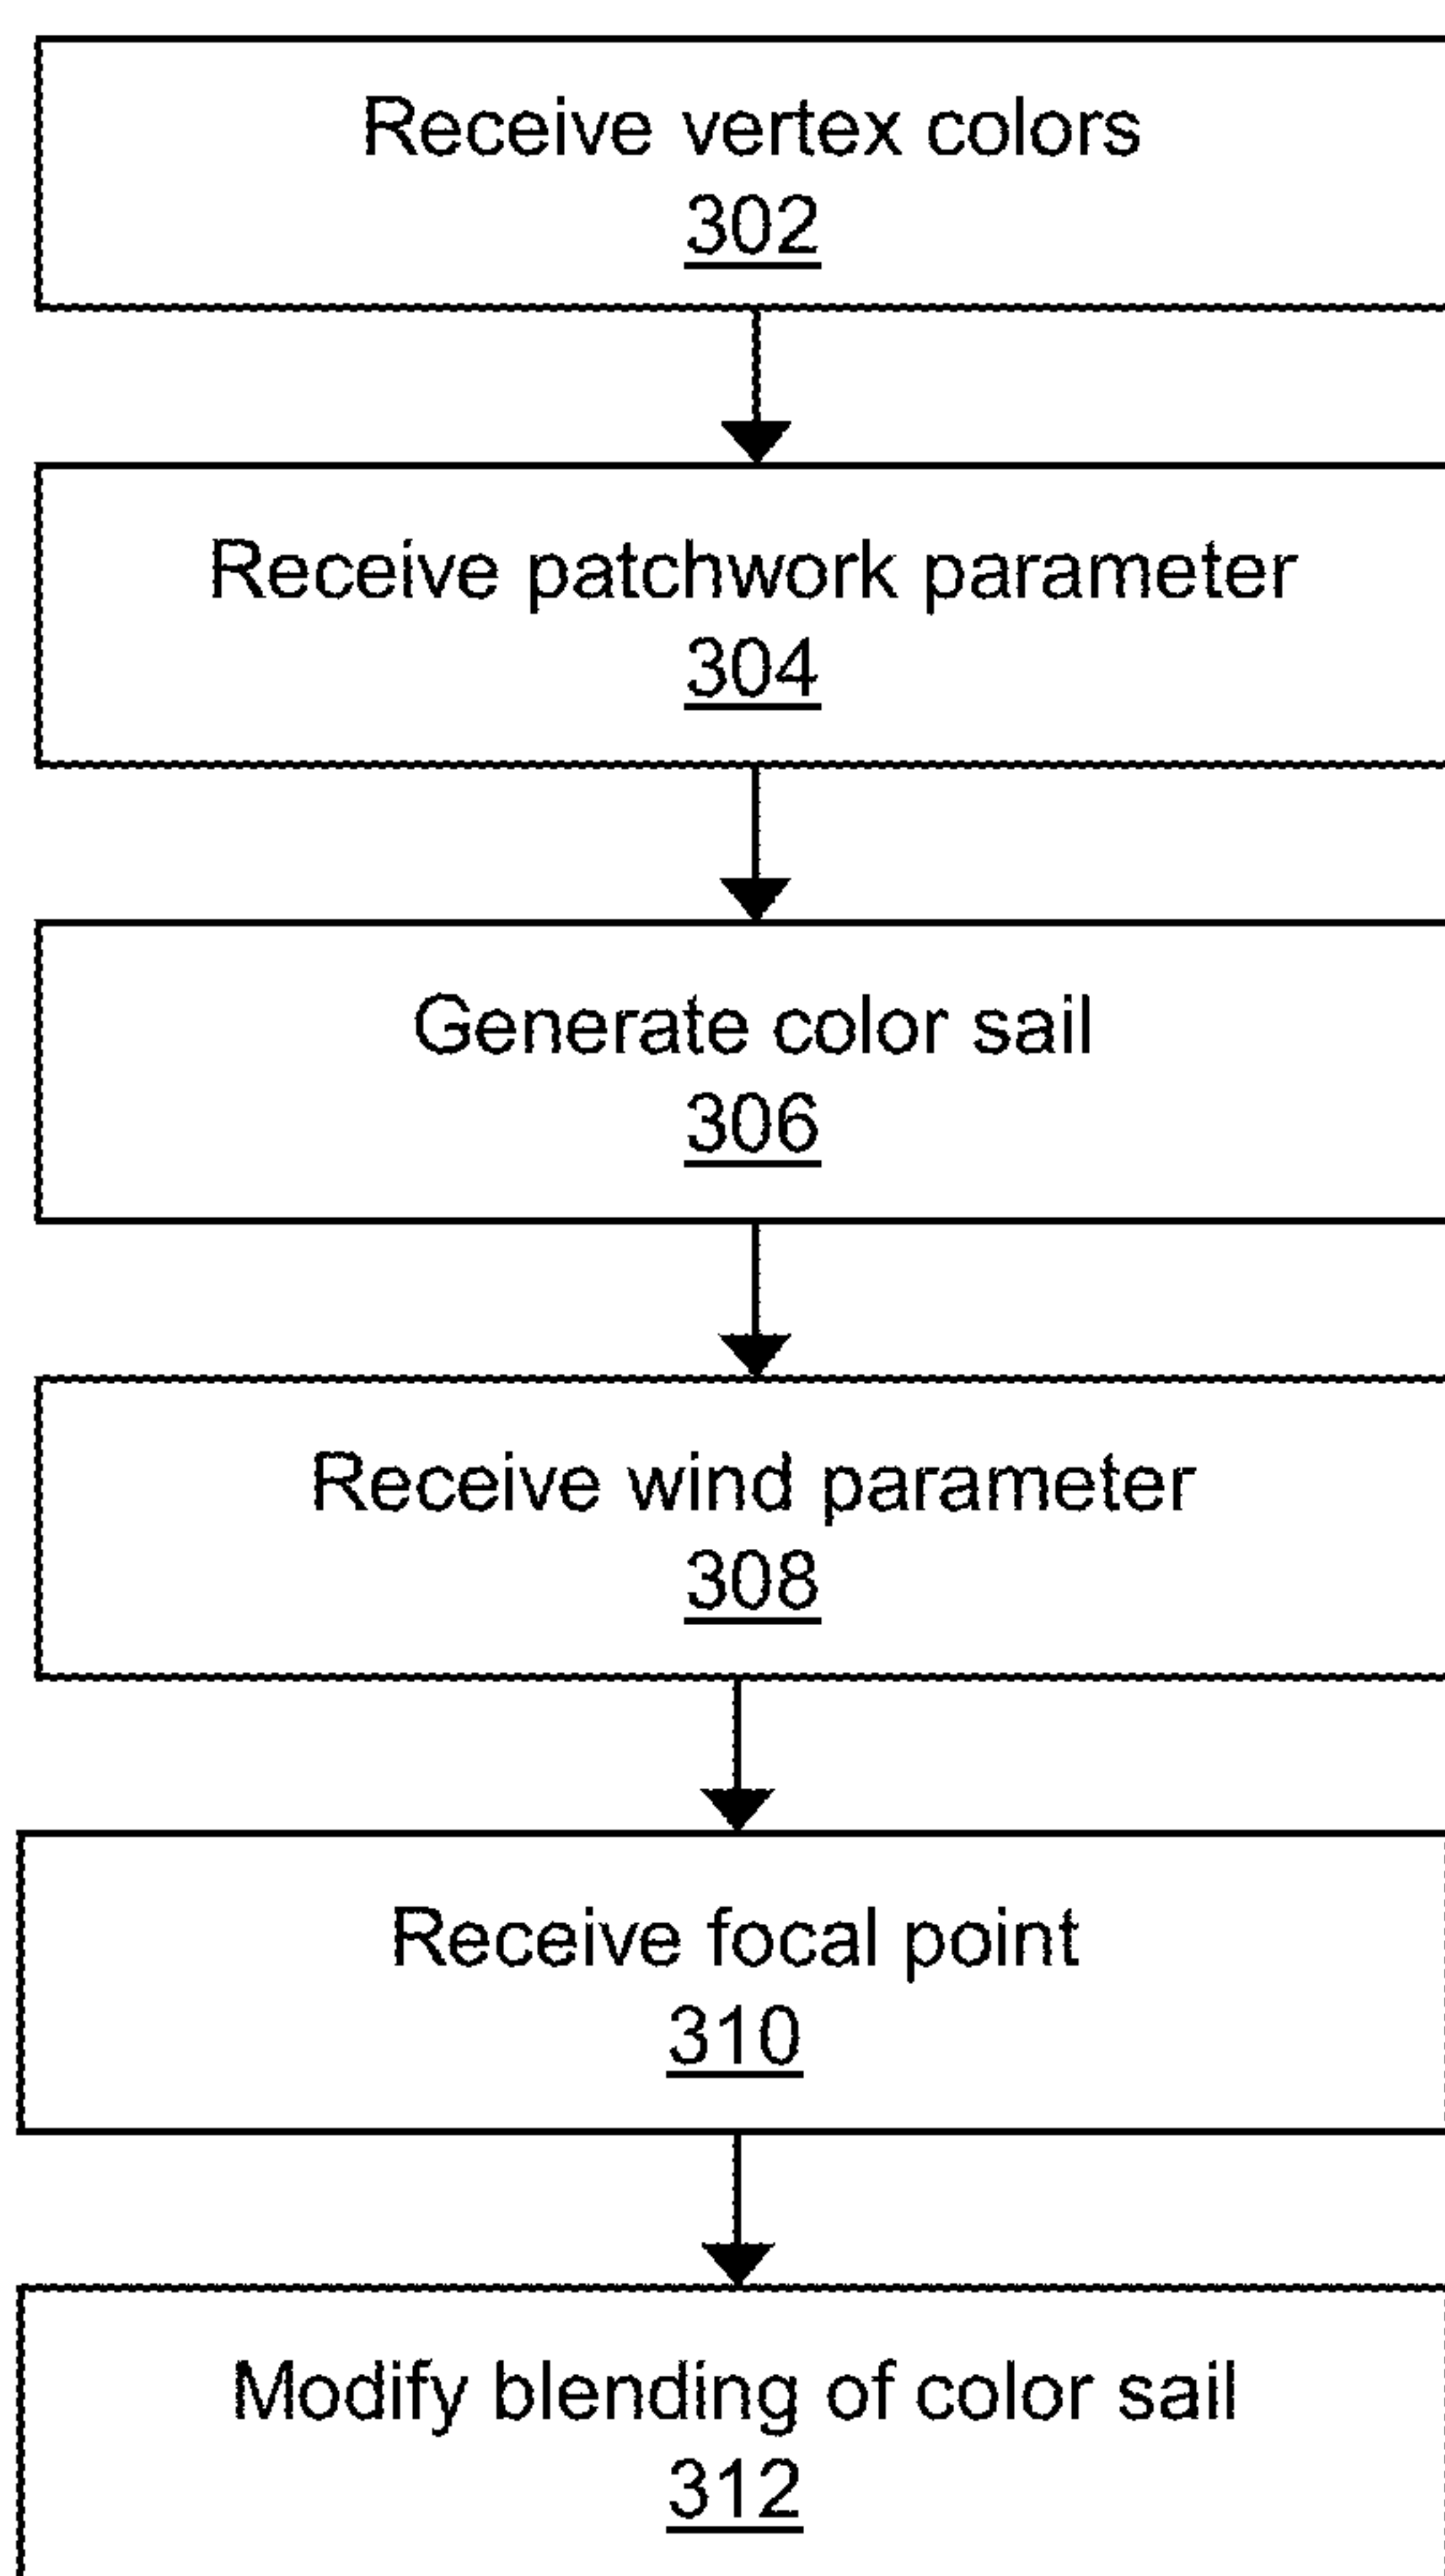 Receive vertex colors
302
Receive patchwork parameter
304
Generate color sail
306
Receive wind parameter
308
Receive focal point
310
Modify blending of color sail
312